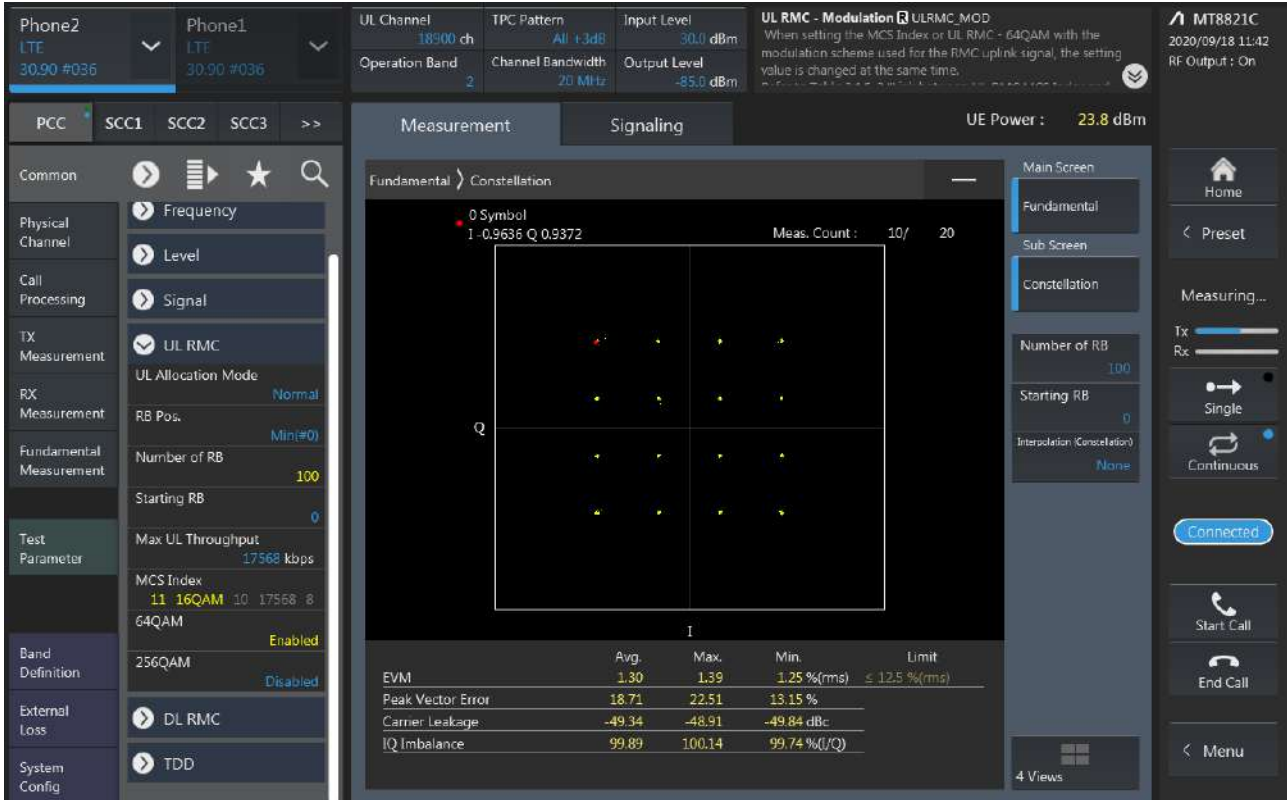 Phone2
LTE
30.90 #036
Phone1
LTE
30.90 #036
UL Channel
18900 ch
TPC Pattern
All +3dB
Input Level
30.0 dBm
Operation Band
2
Channel Bandwidth
20 MHz
Output Level
-85.0 dBm
UL RMC - Modulation R ULRMC_MOD
When setting the MCS Index or UL RMC - 64QAM with the
modulation scheme used for the RMC uplink signal, the setting
value is changed at the same time.
MT8821C
2020/09/18 11:42
RF Output : On
PCC SCC1 SCC2 SCC3 >>
Measurement
Signaling
UE Power : 23.8 dBm
Common
Physical
Channel
Call
Processing
TX
Measurement
RX
Measurement
Fundamental
Measurement
Test
Parameter
Band
Definition
External
Loss
System
Config
Frequency
Level
Signal
UL RMC
UL Allocation Mode
Normal
RB Pos.
Min(#0)
Number of RB
100
Starting RB
0
Max UL Throughput
17568 kbps
MCS Index
11 16QAM 10 17568 8
64QAM
Enabled
256QAM
Disabled
DL RMC
TDD
Fundamental > Constellation
0 Symbol
I -0.9636 Q 0.9372
Meas. Count : 10/ 20
Q
I
Avg. Max. Min. Limit
EVM 1.30 1.39 1.25 %(rms) ≤ 12.5 %(rms)
Peak Vector Error 18.71 22.51 13.15 %
Carrier Leakage -49.34 -48.91 -49.84 dBc
IQ Imbalance 99.89 100.14 99.74 %(I/Q)
Main Screen
Fundamental
Sub Screen
Constellation
Number of RB
100
Starting RB
0
Interpolation (Constellation)
None
4 Views
Home
< Preset
Measuring...
Tx
Rx
Single
Continuous
Connected
Start Call
End Call
< Menu